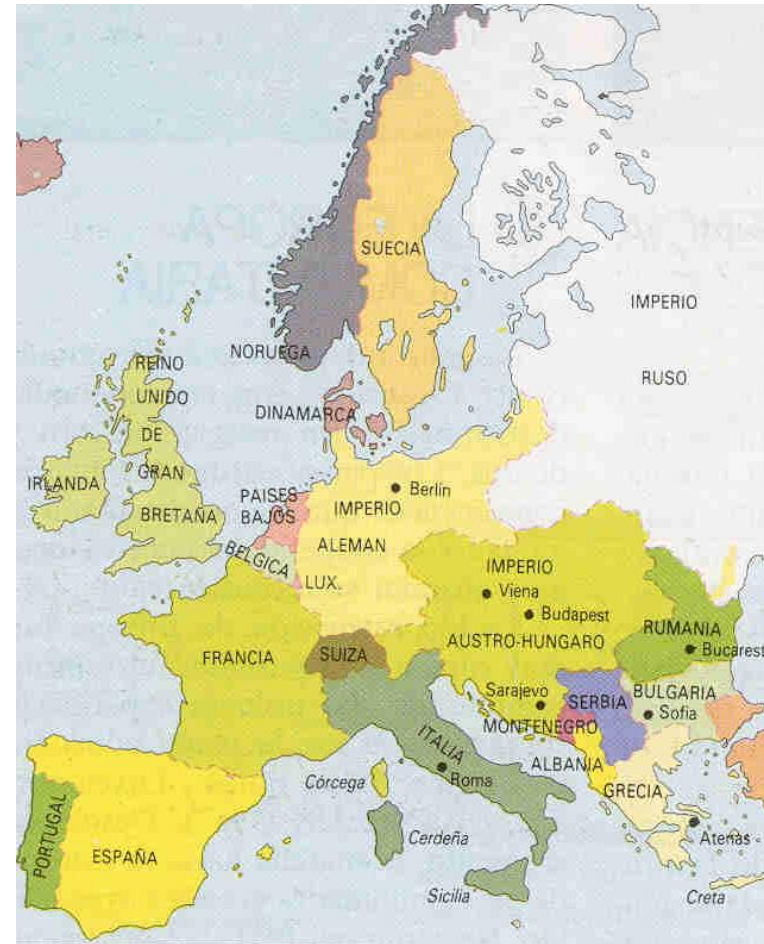 SUECIA
IMPERIO
RUSO
NORUEGA
REINO
UNIDO
DE
GRAN
BRETAÑA
IRLANDA
DINAMARCA
PAISES
BAJOS
BELGICA
LUX.
IMPERIO
ALEMAN
Berlín
IMPERIO
Viena
Budapest
AUSTRO-HUNGARO
RUMANIA
Bucarest
FRANCIA
SUIZA
Sarajevo
SERBIA
BULGARIA
Sofia
MONTENEGRO
ITALIA
Roma
ALBANIA
GRECIA
Atenas
Córcega
Cerdeña
Sicilia
Creta
PORTUGAL
ESPAÑA